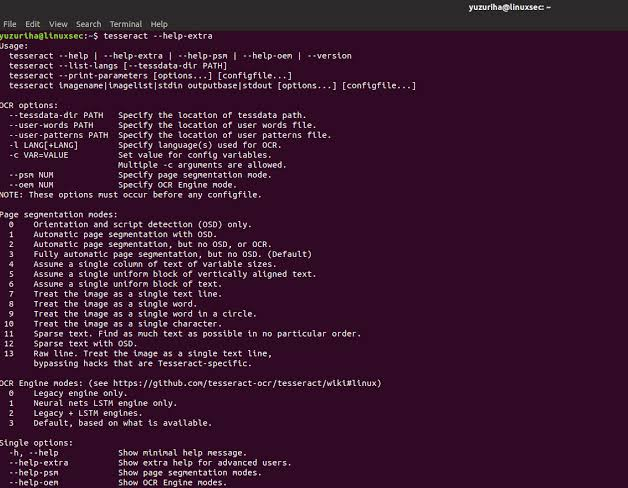 yuzuriha@linuxsec: ~
File Edit View Search Terminal Help
yuzuriha@linuxsec:~$ tesseract --help-extra
Usage:
  tesseract --help | --help-extra | --help-psm | --help-oem | --version
  tesseract --list-langs [--tessdata-dir PATH]
  tesseract --print-parameters [options...] [configfile...]
  tesseract imagename|imagelist|stdin outputbase|stdout [options...] [configfile...]

OCR options:
  --tessdata-dir PATH   Specify the location of tessdata path.
  --user-words PATH     Specify the location of user words file.
  --user-patterns PATH  Specify the location of user patterns file.
  -l LANG[+LANG]        Specify language(s) used for OCR.
  -c VAR=VALUE          Set value for config variables.
                        Multiple -c arguments are allowed.
  --psm NUM             Specify page segmentation mode.
  --oem NUM             Specify OCR Engine mode.
NOTE: These options must occur before any configfile.

Page segmentation modes:
  0    Orientation and script detection (OSD) only.
  1    Automatic page segmentation with OSD.
  2    Automatic page segmentation, but no OSD, or OCR.
  3    Fully automatic page segmentation, but no OSD. (Default)
  4    Assume a single column of text of variable sizes.
  5    Assume a single uniform block of vertically aligned text.
  6    Assume a single uniform block of text.
  7    Treat the image as a single text line.
  8    Treat the image as a single word.
  9    Treat the image as a single word in a circle.
 10    Treat the image as a single character.
 11    Sparse text. Find as much text as possible in no particular order.
 12    Sparse text with OSD.
 13    Raw line. Treat the image as a single text line,
       bypassing hacks that are Tesseract-specific.

OCR Engine modes: (see https://github.com/tesseract-ocr/tesseract/wiki#linux)
  0    Legacy engine only.
  1    Neural nets LSTM engine only.
  2    Legacy + LSTM engines.
  3    Default, based on what is available.

Single options:
  -h, --help            Show minimal help message.
  --help-extra          Show extra help for advanced users.
  --help-psm            Show page segmentation modes.
  --help-oem            Show OCR Engine modes.